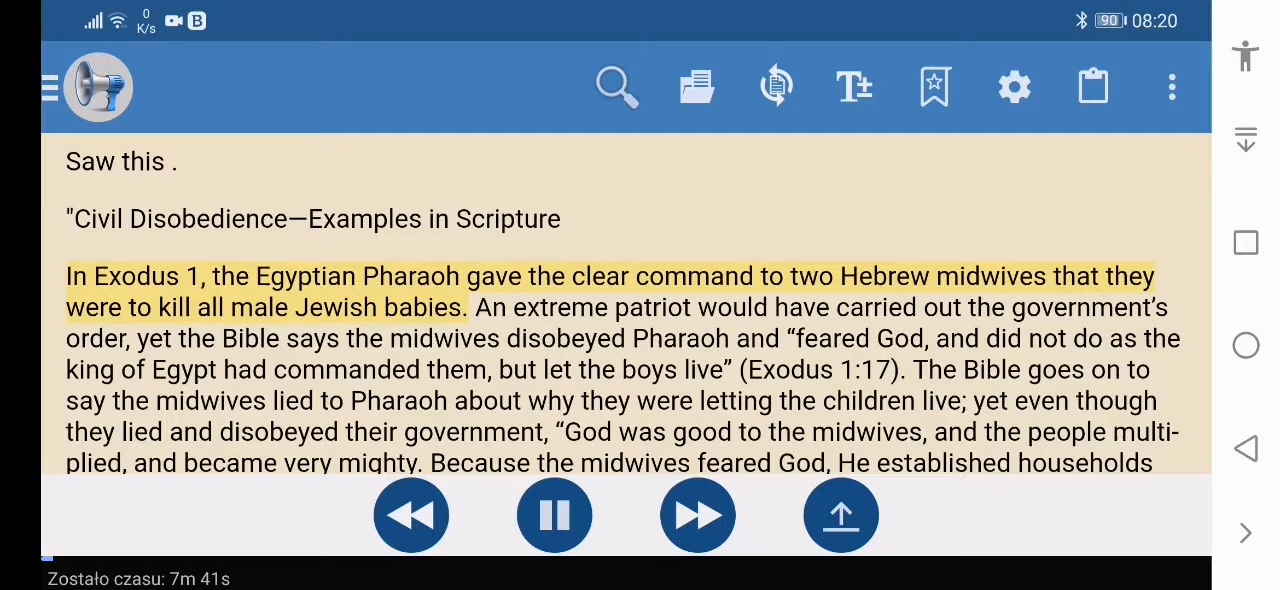 0
K/s
B
90
08:20
T±
Saw this .
"Civil Disobedience—Examples in Scripture
In Exodus 1, the Egyptian Pharaoh gave the clear command to two Hebrew midwives that they
were to kill all male Jewish babies. An extreme patriot would have carried out the government’s
order, yet the Bible says the midwives disobeyed Pharaoh and “feared God, and did not do as the
king of Egypt had commanded them, but let the boys live” (Exodus 1:17). The Bible goes on to
say the midwives lied to Pharaoh about why they were letting the children live; yet even though
they lied and disobeyed their government, “God was good to the midwives, and the people multi-
plied, and became very mighty. Because the midwives feared God, He established households
Zostało czasu: 7m 41s